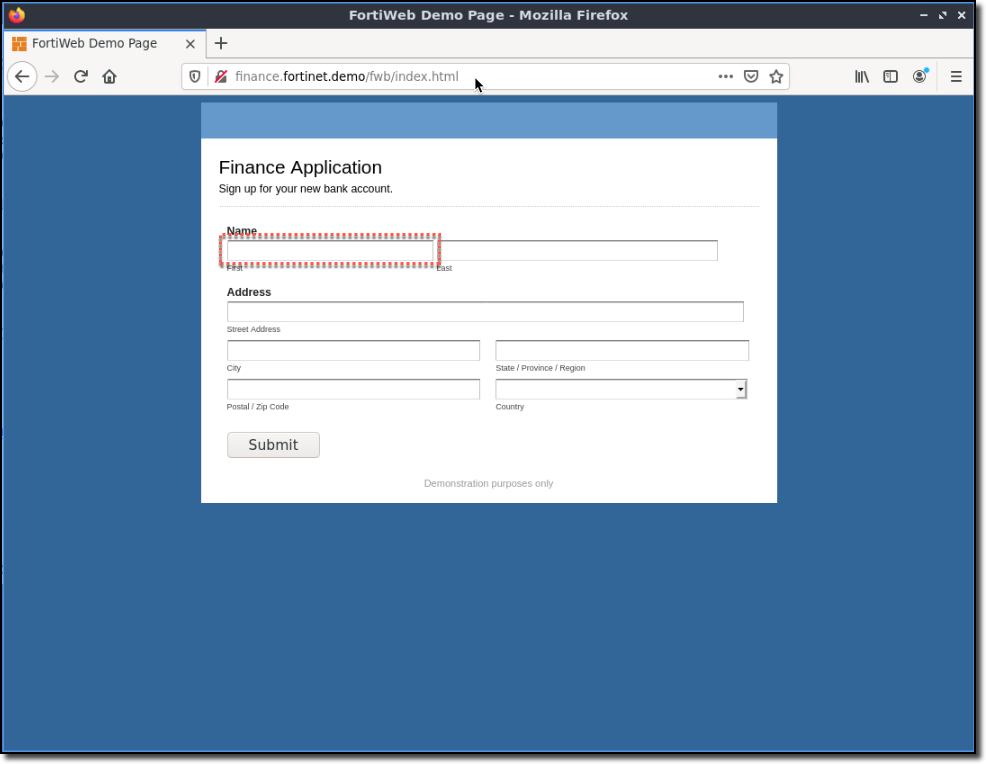 FortiWeb Demo Page - Mozilla Firefox
FortiWeb Demo Page
finance.fortinet.demo/fwb/index.html
Finance Application
Sign up for your new bank account.
Name
First Last
Address
Street Address
City State / Province / Region
Postal / Zip Code Country
Submit
Demonstration purposes only